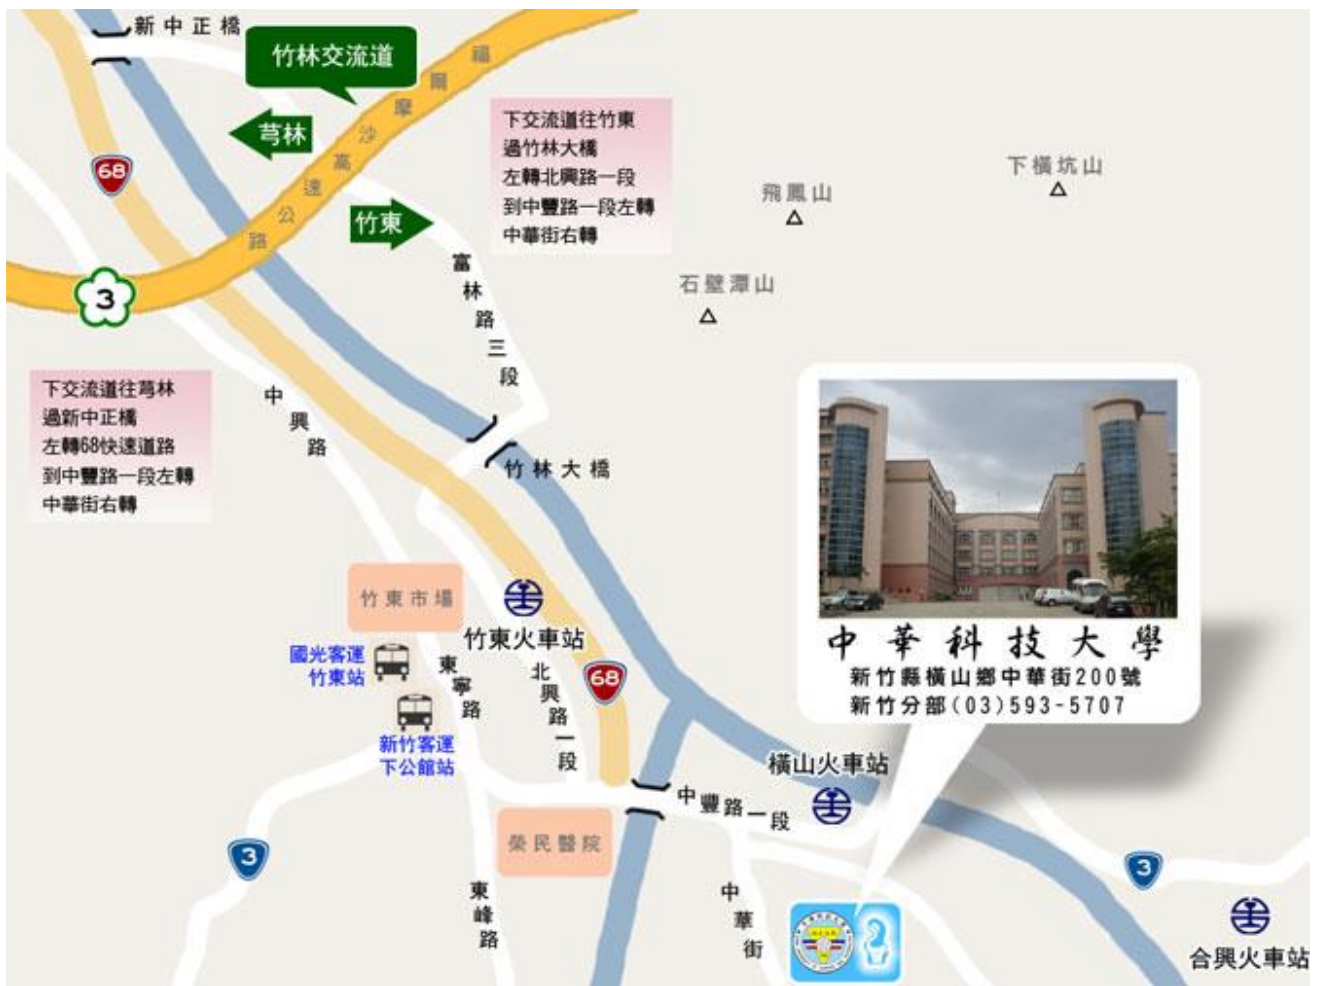 新中正橋
竹林交流道
福爾摩沙高速公路
芎林
68
竹東
下交流道往竹東
過竹林大橋
左轉北興路一段
到中豐路一段左轉
中華街右轉
下橫坑山
飛鳳山
石壁潭山
3
富林路三段
下交流道往芎林
過新中正橋
左轉68快速道路
到中豐路一段左轉
中華街右轉
中興路
竹林大橋
竹東市場
竹東火車站
國光客運
竹東站
東寧路
北興路一段
68
新竹客運
下公館站
中華科技大學
新竹縣橫山鄉中華街200號
新竹分部(03)593-5707
橫山火車站
中豐路一段
榮民醫院
3
3
東峰路
中華街
合興火車站